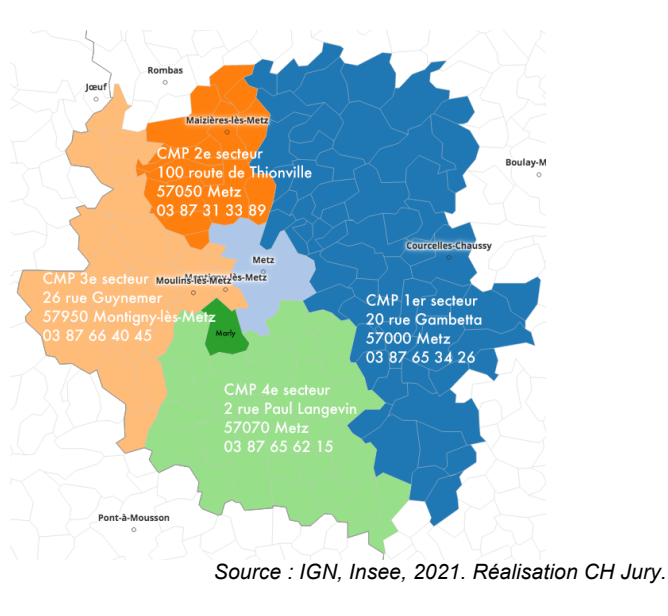 Rombas
Jœuf
Maizières-lès-Metz
CMP 2e secteur
100 route de Thionville
57050 Metz
03 87 31 33 89
Boulay-M
Courcelles-Chaussy
Metz
Montigny-lès-Metz
Moulins-lès-Metz
CMP 3e secteur
26 rue Guynemer
57950 Montigny-lès-Metz
03 87 66 40 45
CMP 1er secteur
20 rue Gambetta
57000 Metz
03 87 65 34 26
Marly
CMP 4e secteur
2 rue Paul Langevin
57070 Metz
03 87 65 62 15
Pont-à-Mousson
Source : IGN, Insee, 2021. Réalisation CH Jury.